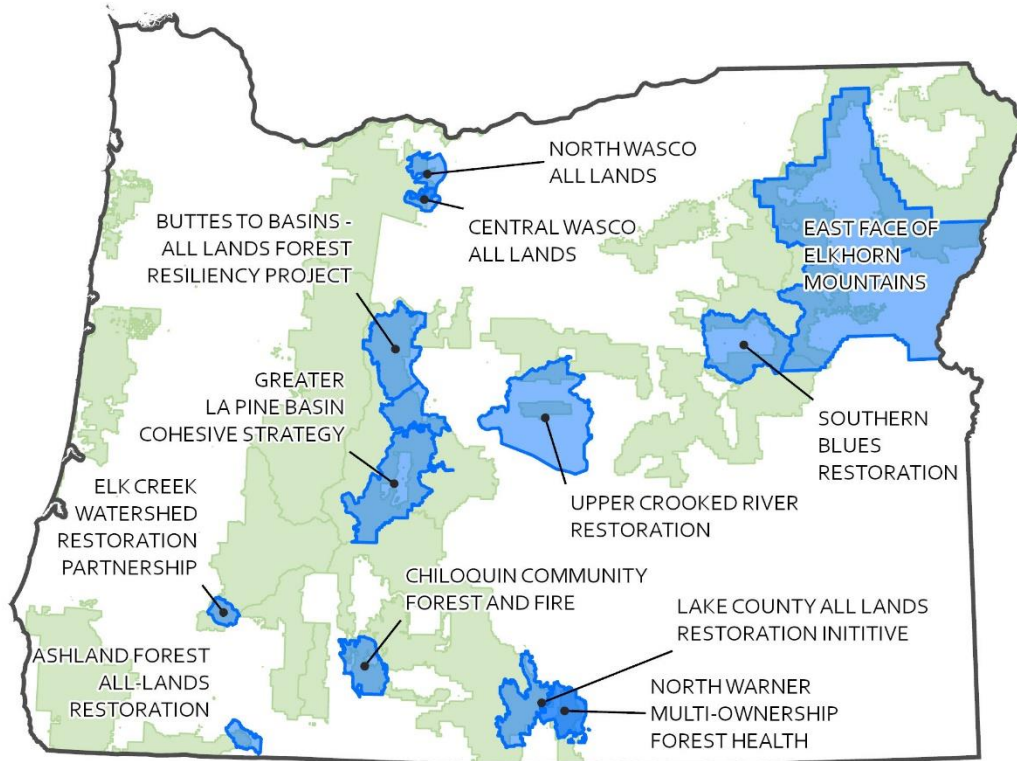 NORTH WASCO
ALL LANDS
CENTRAL WASCO
ALL LANDS
BUTTES TO BASINS -
ALL LANDS FOREST
RESILIENCY PROJECT
EAST FACE OF
ELKHORN
MOUNTAINS
GREATER
LA PINE BASIN
COHESIVE STRATEGY
SOUTHERN
BLUES
RESTORATION
ELK CREEK
WATERSHED
RESTORATION
PARTNERSHIP
UPPER CROOKED RIVER
RESTORATION
CHILOQUIN COMMUNITY
FOREST AND FIRE
LAKE COUNTY ALL LANDS
RESTORATION INITITIVE
ASHLAND FOREST
ALL-LANDS
RESTORATION
NORTH WARNER
MULTI-OWNERSHIP
FOREST HEALTH